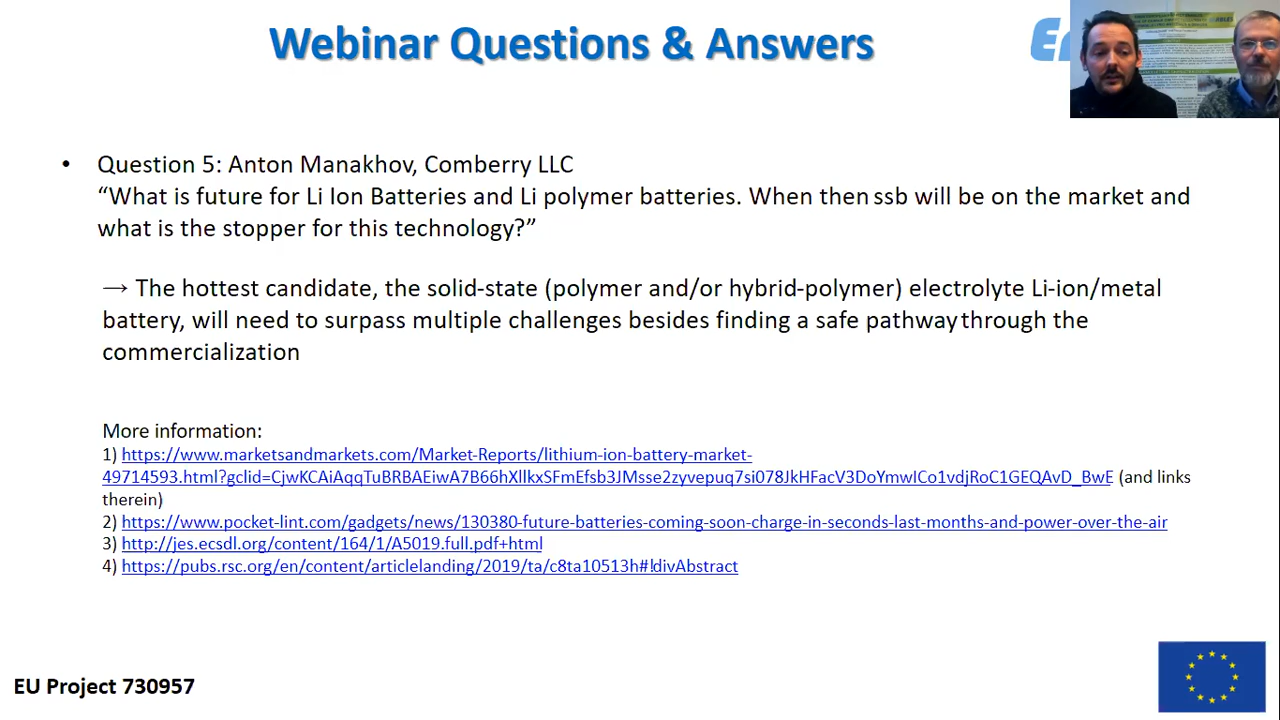 Webinar Questions & Answers
En
• Question 5: Anton Manakhov, Comberry LLC
“What is future for Li Ion Batteries and Li polymer batteries. When then ssb will be on the market and
what is the stopper for this technology?”
→ The hottest candidate, the solid-state (polymer and/or hybrid-polymer) electrolyte Li-ion/metal
battery, will need to surpass multiple challenges besides finding a safe pathway through the
commercialization
More information:
1) https://www.marketsandmarkets.com/Market-Reports/lithium-ion-battery-market-
49714593.html?gclid=CjwKCAiAqqTuBRBAEiwA7B66hXllkxSFmEfsb3JMsse2zyvepuq7si078JkHFacV3DoYmwICo1vdjRoC1GEQAvD_BwE (and links
therein)
2) https://www.pocket-lint.com/gadgets/news/130380-future-batteries-coming-soon-charge-in-seconds-last-months-and-power-over-the-air
3) http://jes.ecsdl.org/content/164/1/A5019.full.pdf+html
4) https://pubs.rsc.org/en/content/articlelanding/2019/ta/c8ta10513h#!divAbstract
EU Project 730957